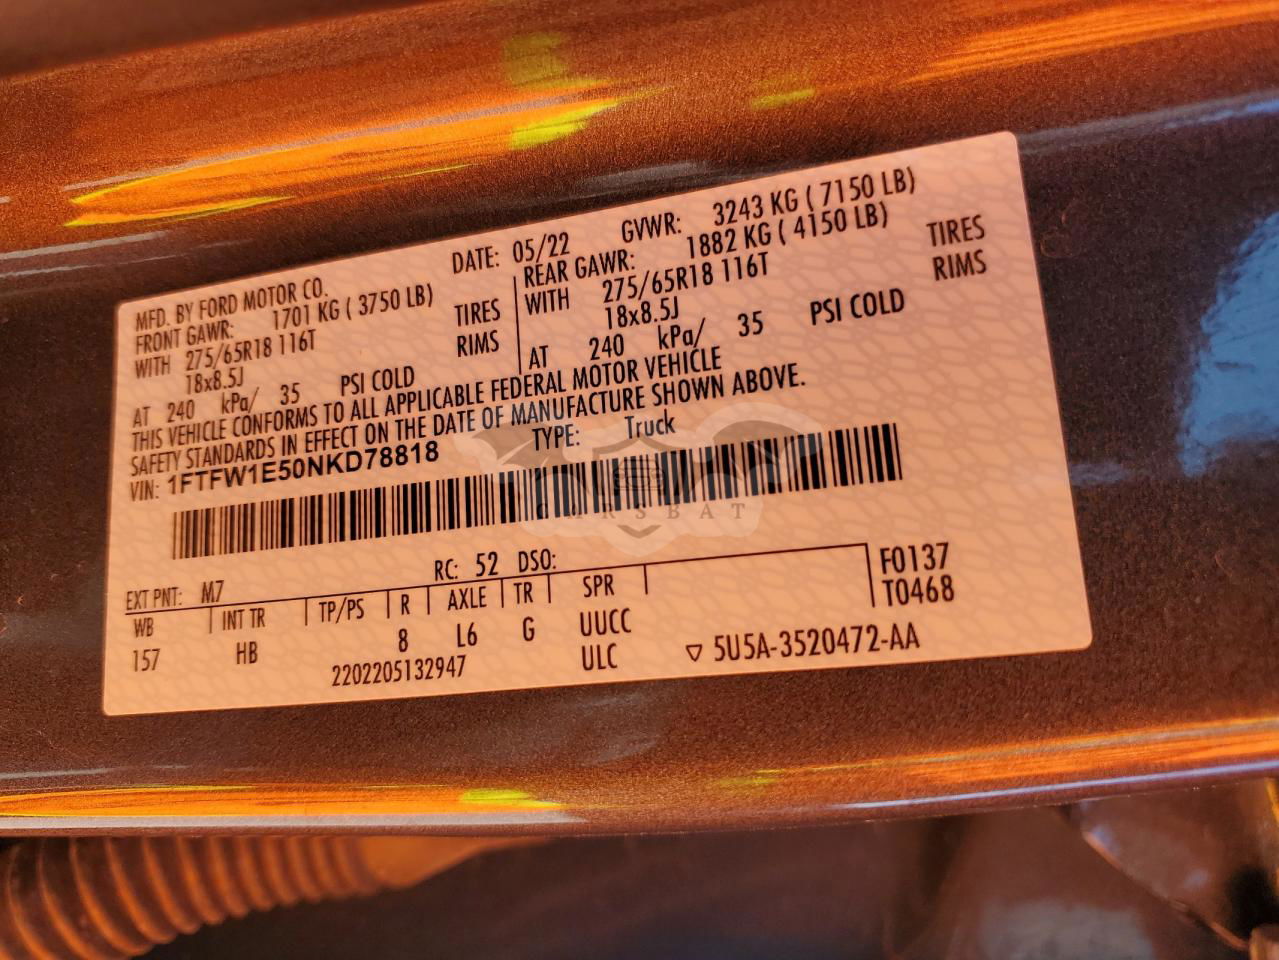 MFD. BY FORD MOTOR CO. DATE: 05/22 GVWR: 3243 KG ( 7150 LB)
FRONT GAWR: 1701 KG ( 3750 LB)
WITH 275/65R18 116T TIRES
18x8.5J RIMS
AT 240 kPa/ 35 PSI COLD
REAR GAWR: 1882 KG ( 4150 LB)
WITH 275/65R18 116T TIRES
18x8.5J RIMS
AT 240 kPa/ 35 PSI COLD
THIS VEHICLE CONFORMS TO ALL APPLICABLE FEDERAL MOTOR VEHICLE
SAFETY STANDARDS IN EFFECT ON THE DATE OF MANUFACTURE SHOWN ABOVE.
VIN: 1FTFW1E50NKD78818 TYPE: Truck
CARSBAT
EXT PNT: M7 RC: 52 DSO:
WB INT TR TP/PS R AXLE TR SPR F0137
157 HB 8 L6 G UUCC T0468
2202205132947 ULC ▽ 5U5A-3520472-AA